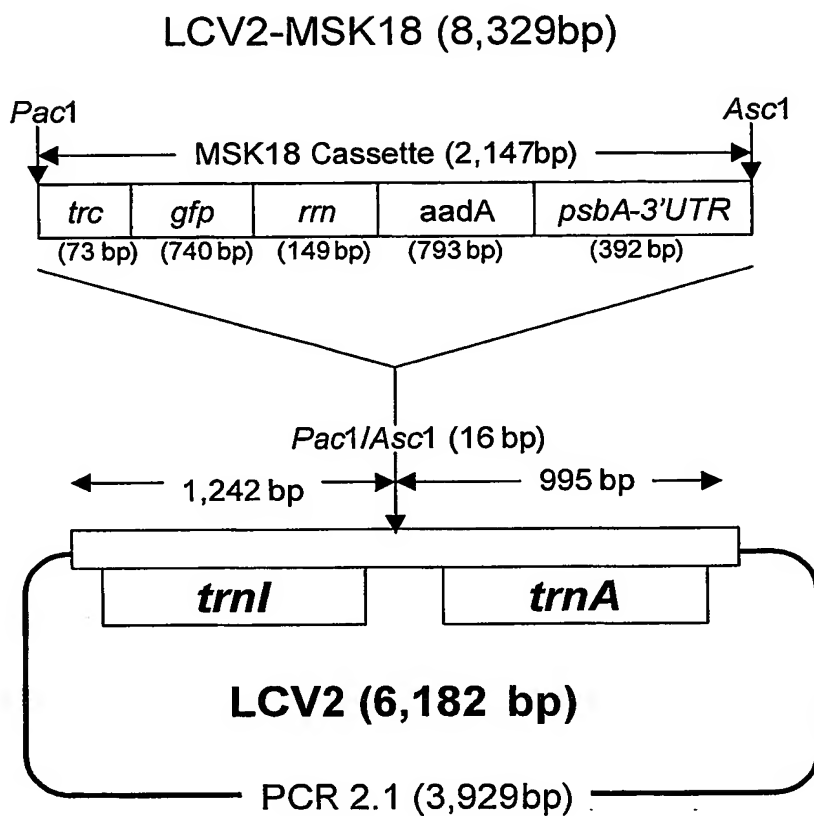 LCV2-MSK18 (8,329bp)
Pac1 Asc1
MSK18 Cassette (2,147bp)
trc gfp rrn aadA psbA-3'UTR
(73 bp) (740 bp) (149 bp) (793 bp) (392 bp)
Pac1/Asc1 (16 bp)
1,242 bp 995 bp
trnI trnA
LCV2 (6,182 bp)
PCR 2.1 (3,929bp)